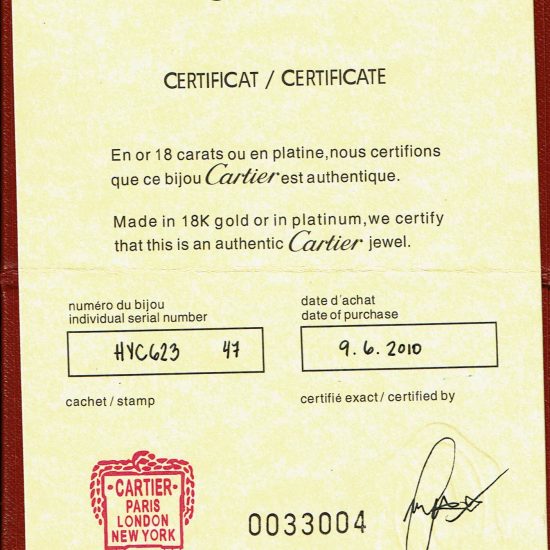 CERTIFICAT / CERTIFICATE
En or 18 carats ou en platine,nous certifions
que ce bijou Cartier est authentique.
Made in 18K gold or in platinum,we certify
that this is an authentic Cartier jewel.
numéro du bijou
individual serial number
HYC623 47
date d'achat
date of purchase
9.6.2010
cachet / stamp
certifié exact / certified by
·CARTIER·
PARIS
LONDON
NEW YORK
0033004